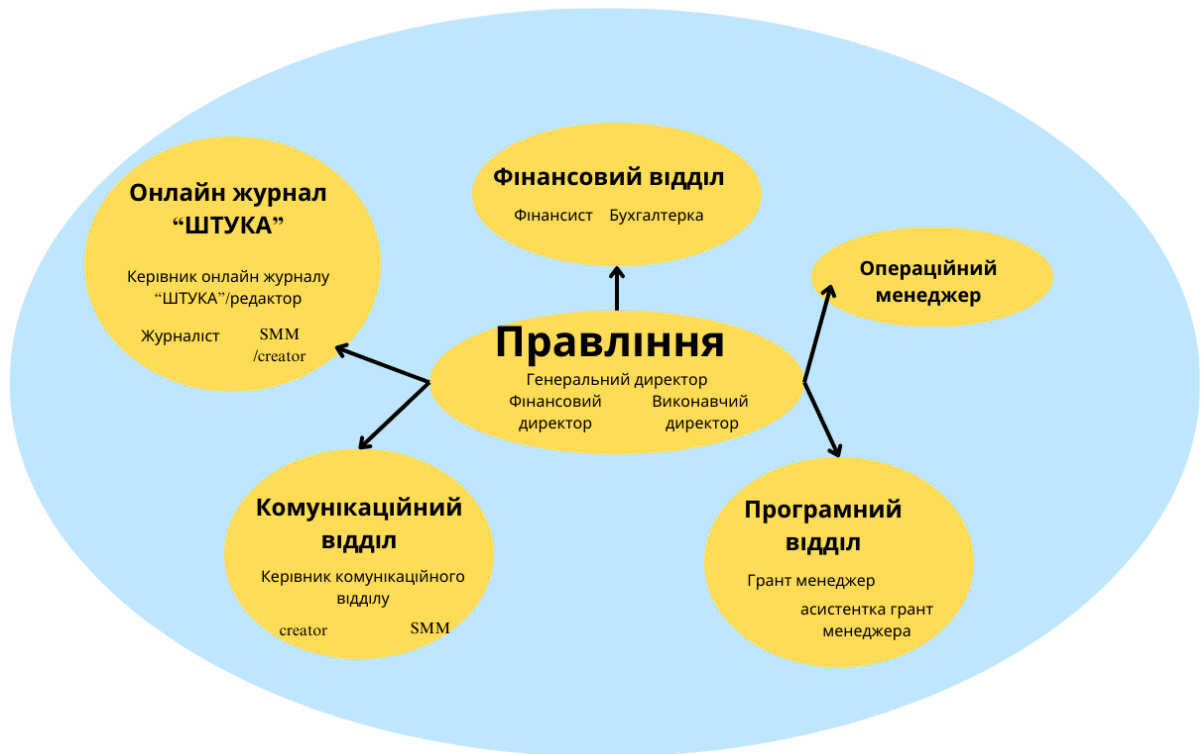 Онлайн журнал
“ШТУКА”
Керівник онлайн журналу
“ШТУКА”/редактор
Журналіст
SMM
/creator
Фінансовий відділ
Фінансист Бухгалтерка
Операційний
менеджер
Правління
Генеральний директор
Фінансовий
директор
Виконавчий
директор
Комунікаційний
відділ
Керівник комунікаційного
відділу
creator
SMM
Програмний
відділ
Грант менеджер
асистентка грант
менеджера